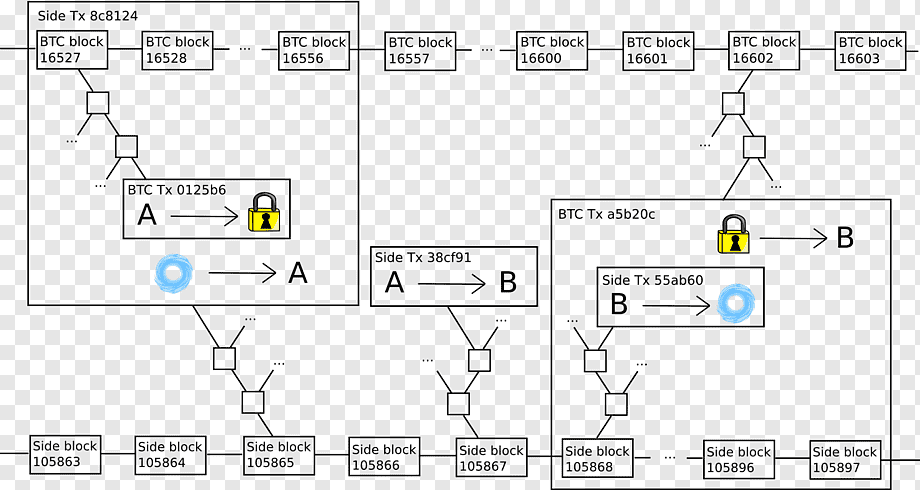 Side Tx 8c8124
BTC block
16527
BTC block
16528
...
BTC block
16556
BTC block
16557
...
BTC block
16600
BTC block
16601
BTC block
16602
BTC block
16603
...
...
BTC Tx 0125b6
A
A
...
...
BTC Tx a5b20c
B
Side Tx 38cf91
A B
Side Tx 55ab60
B
...
...
...
...
...
...
Side block
105863
Side block
105864
Side block
105865
Side block
105866
Side block
105867
Side block
105868
...
Side block
105896
Side block
105897